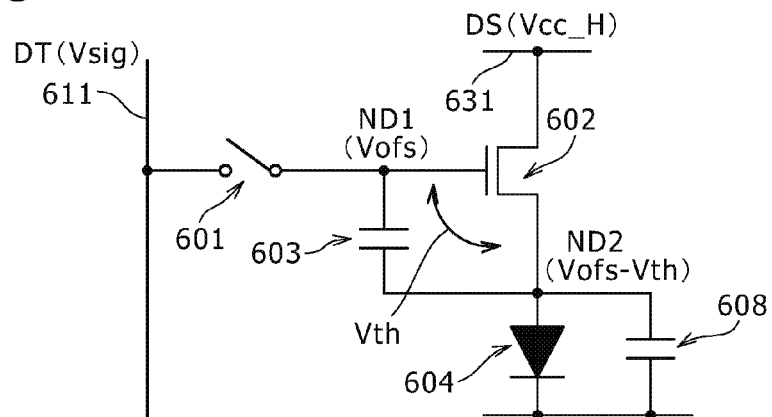 DS(Vcc_H)
DT(Vsig)
611
631
ND1
(Vofs)
602
601
603
ND2
(Vofs-Vth)
Vth
608
604